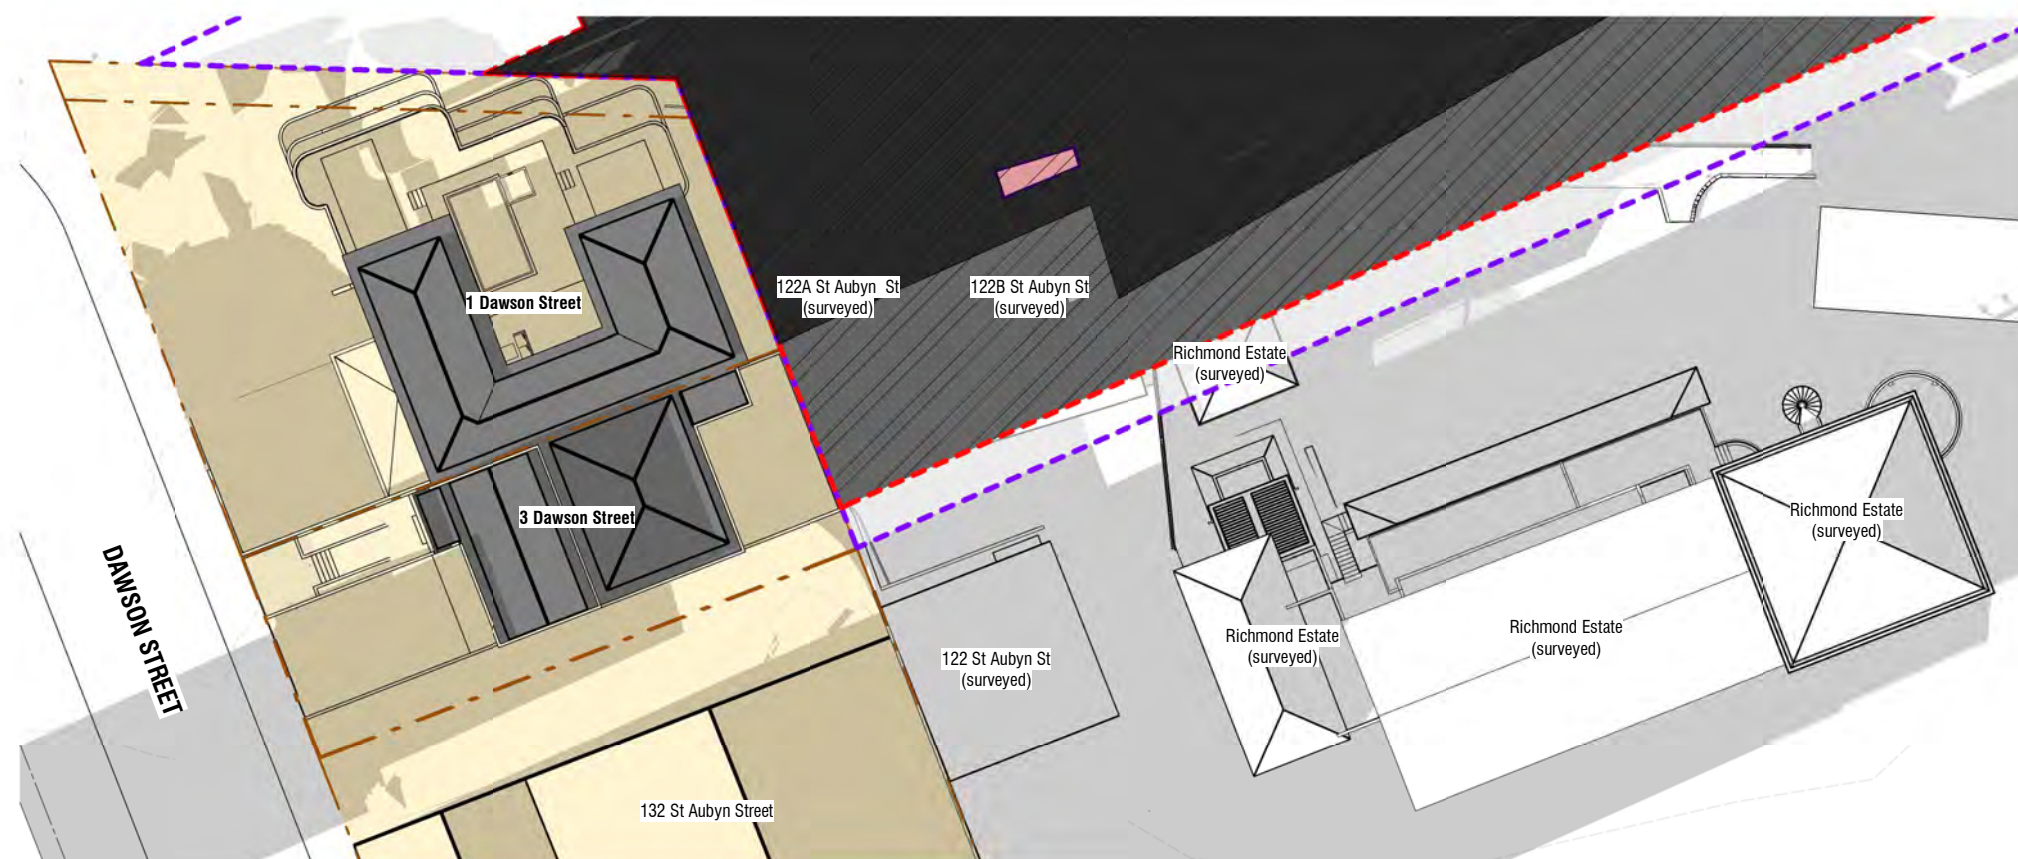 1 Dawson Street
122A St Aubyn St
(surveyed)
122B St Aubyn St
(surveyed)
Richmond Estate
(surveyed)
3 Dawson Street
Richmond Estate
(surveyed)
DAWSON STREET
122 St Aubyn St
(surveyed)
Richmond Estate
(surveyed)
Richmond Estate
(surveyed)
132 St Aubyn Street